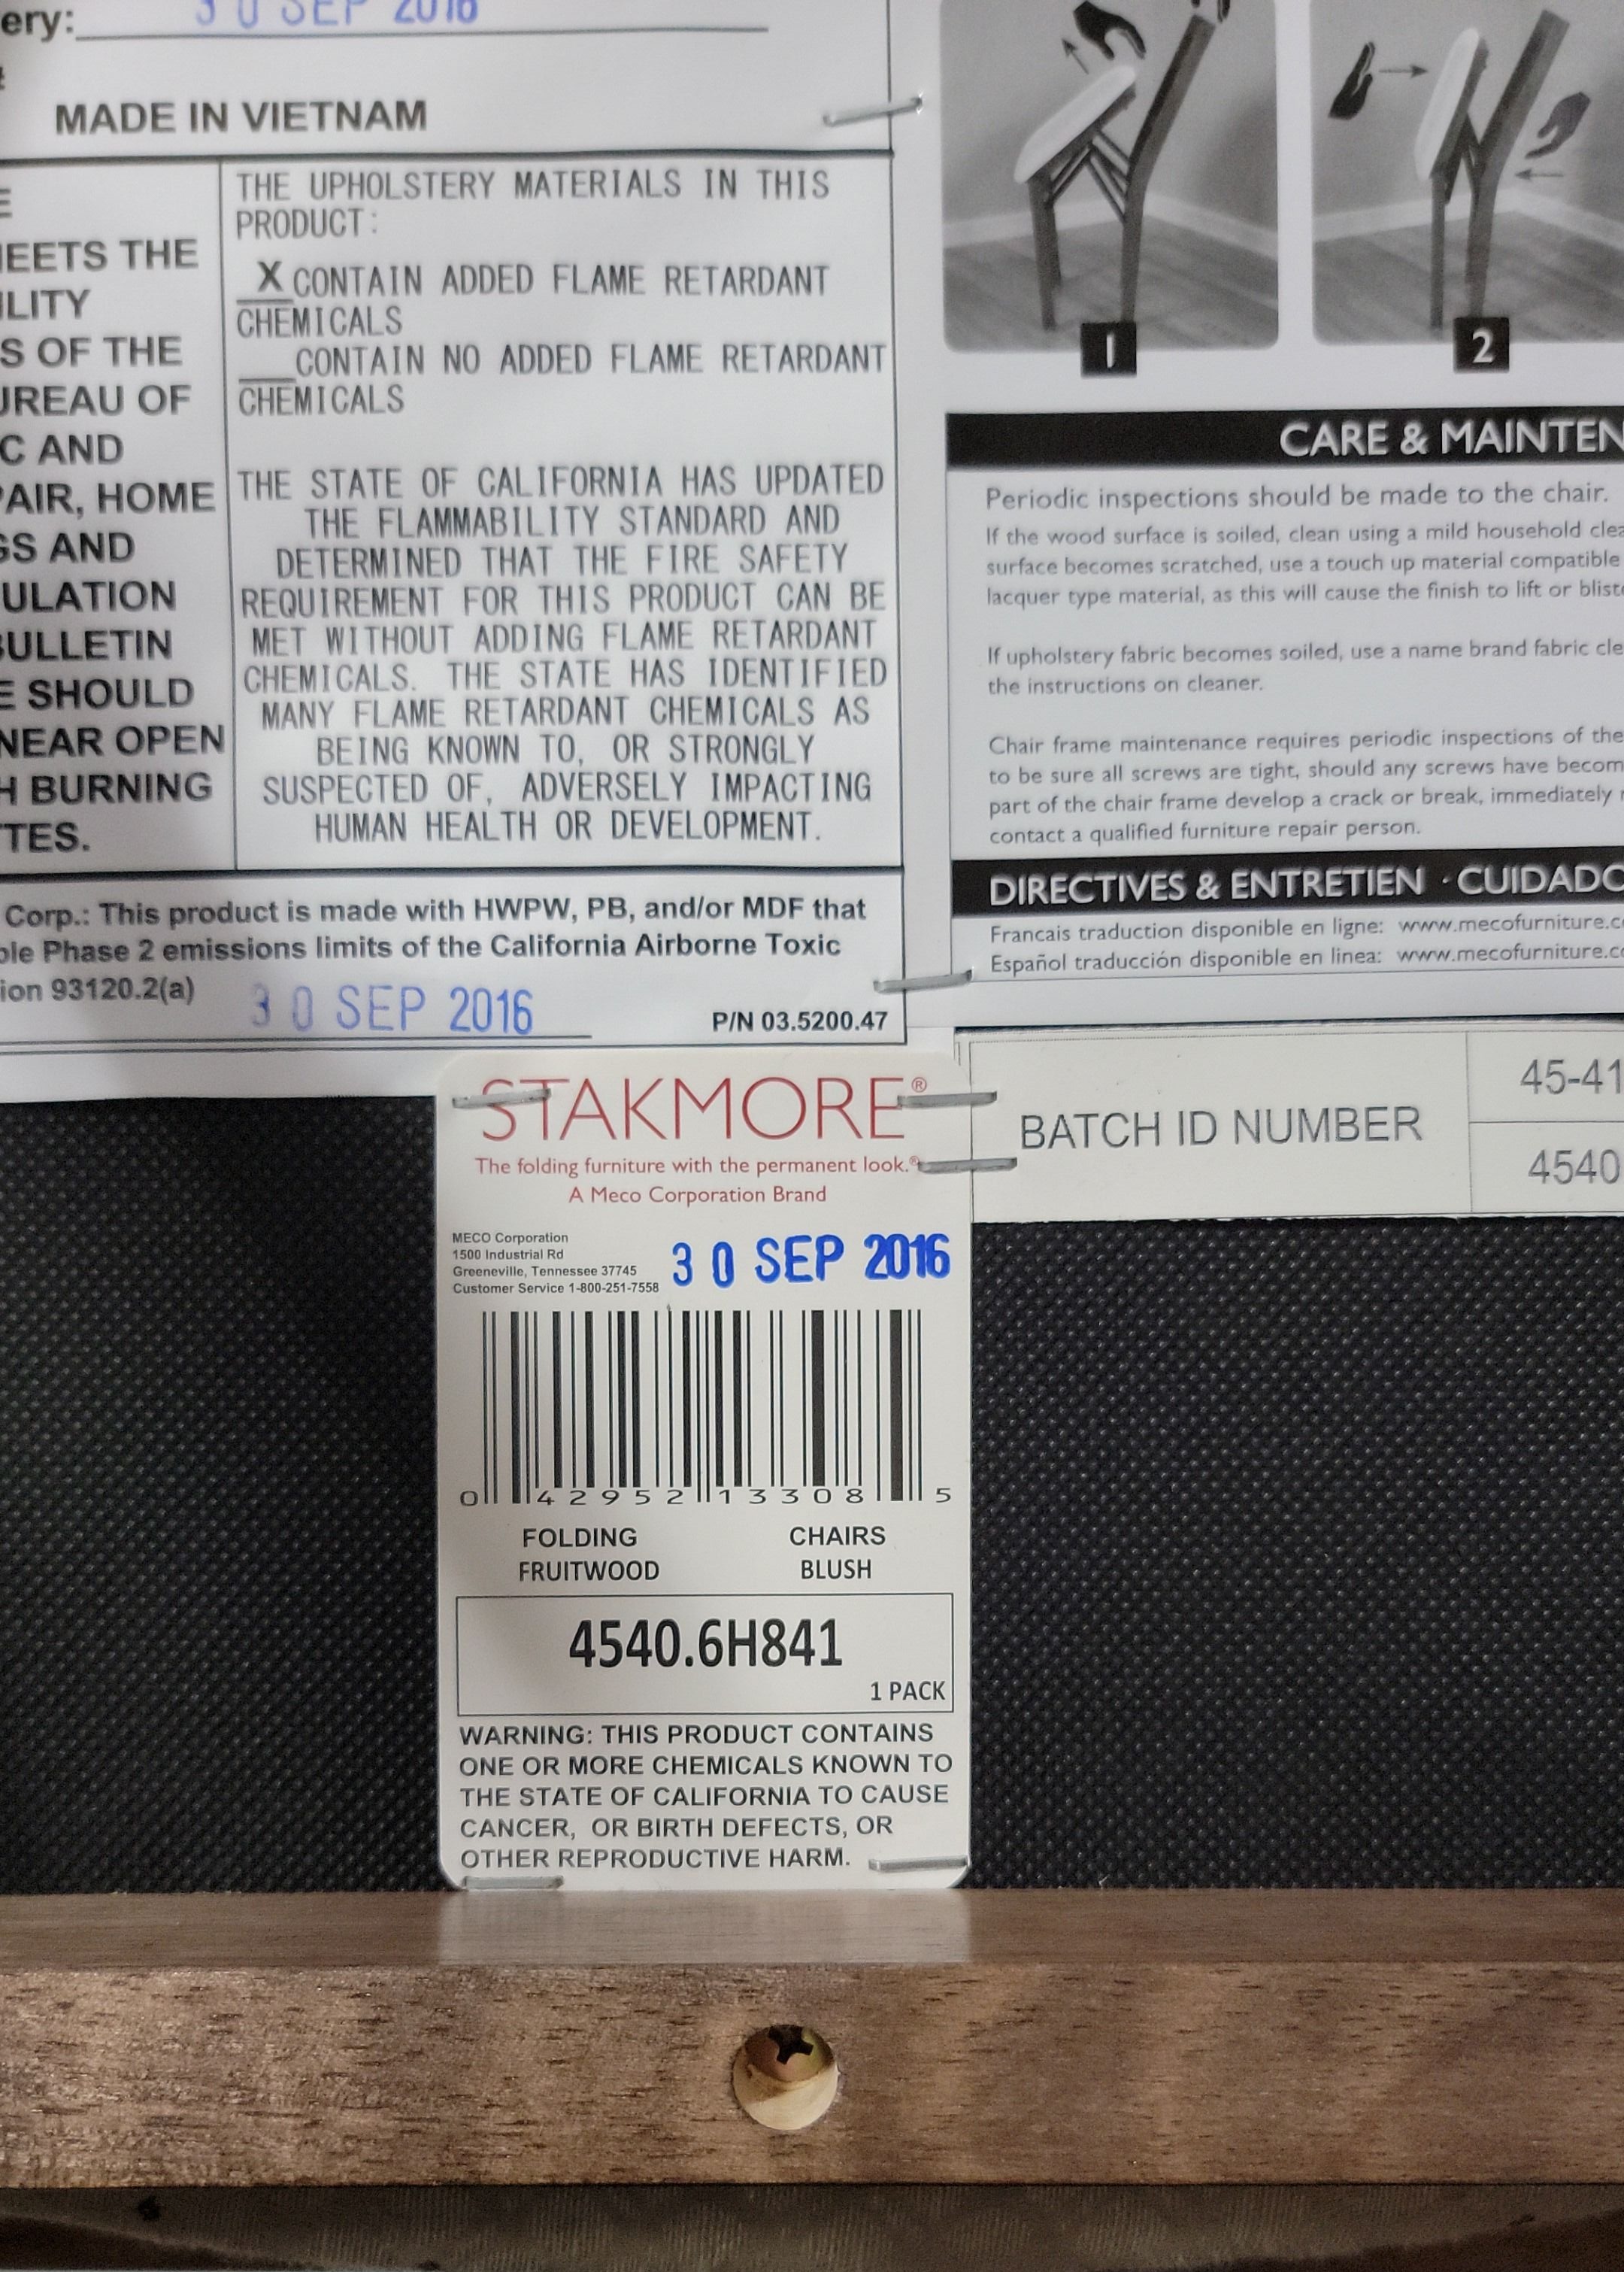 ery: 30 SEP 2016
MADE IN VIETNAM
MEETS THE
ILITY
S OF THE
UREAU OF
C AND
PAIR, HOME
GS AND
ULATION
BULLETIN
E SHOULD
NEAR OPEN
H BURNING
TTES.
THE UPHOLSTERY MATERIALS IN THIS
PRODUCT:
X CONTAIN ADDED FLAME RETARDANT
CHEMICALS
___CONTAIN NO ADDED FLAME RETARDANT
CHEMICALS
THE STATE OF CALIFORNIA HAS UPDATED
THE FLAMMABILITY STANDARD AND
DETERMINED THAT THE FIRE SAFETY
REQUIREMENT FOR THIS PRODUCT CAN BE
MET WITHOUT ADDING FLAME RETARDANT
CHEMICALS. THE STATE HAS IDENTIFIED
MANY FLAME RETARDANT CHEMICALS AS
BEING KNOWN TO, OR STRONGLY
SUSPECTED OF, ADVERSELY IMPACTING
HUMAN HEALTH OR DEVELOPMENT.
Corp.: This product is made with HWPW, PB, and/or MDF that
ble Phase 2 emissions limits of the California Airborne Toxic
ion 93120.2(a) 30 SEP 2016
P/N 03.5200.47
1
2
CARE & MAINTEN
Periodic inspections should be made to the chair.
If the wood surface is soiled, clean using a mild household clea
surface becomes scratched, use a touch up material compatible
lacquer type material, as this will cause the finish to lift or bliste
If upholstery fabric becomes soiled, use a name brand fabric cle
the instructions on cleaner.
Chair frame maintenance requires periodic inspections of the
to be sure all screws are tight, should any screws have becom
part of the chair frame develop a crack or break, immediately r
contact a qualified furniture repair person.
DIRECTIVES & ENTRETIEN · CUIDADO
Francais traduction disponible en ligne: www.mecofurniture.co
Español traducción disponible en linea: www.mecofurniture.co
BATCH ID NUMBER
45-41
4540
STAKMORE®
The folding furniture with the permanent look.®
A Meco Corporation Brand
MECO Corporation
1500 Industrial Rd
Greeneville, Tennessee 37745
Customer Service 1-800-251-7558
30 SEP 2016
0 42952 13308 5
FOLDING CHAIRS
FRUITWOOD BLUSH
4540.6H841
1 PACK
WARNING: THIS PRODUCT CONTAINS
ONE OR MORE CHEMICALS KNOWN TO
THE STATE OF CALIFORNIA TO CAUSE
CANCER, OR BIRTH DEFECTS, OR
OTHER REPRODUCTIVE HARM.